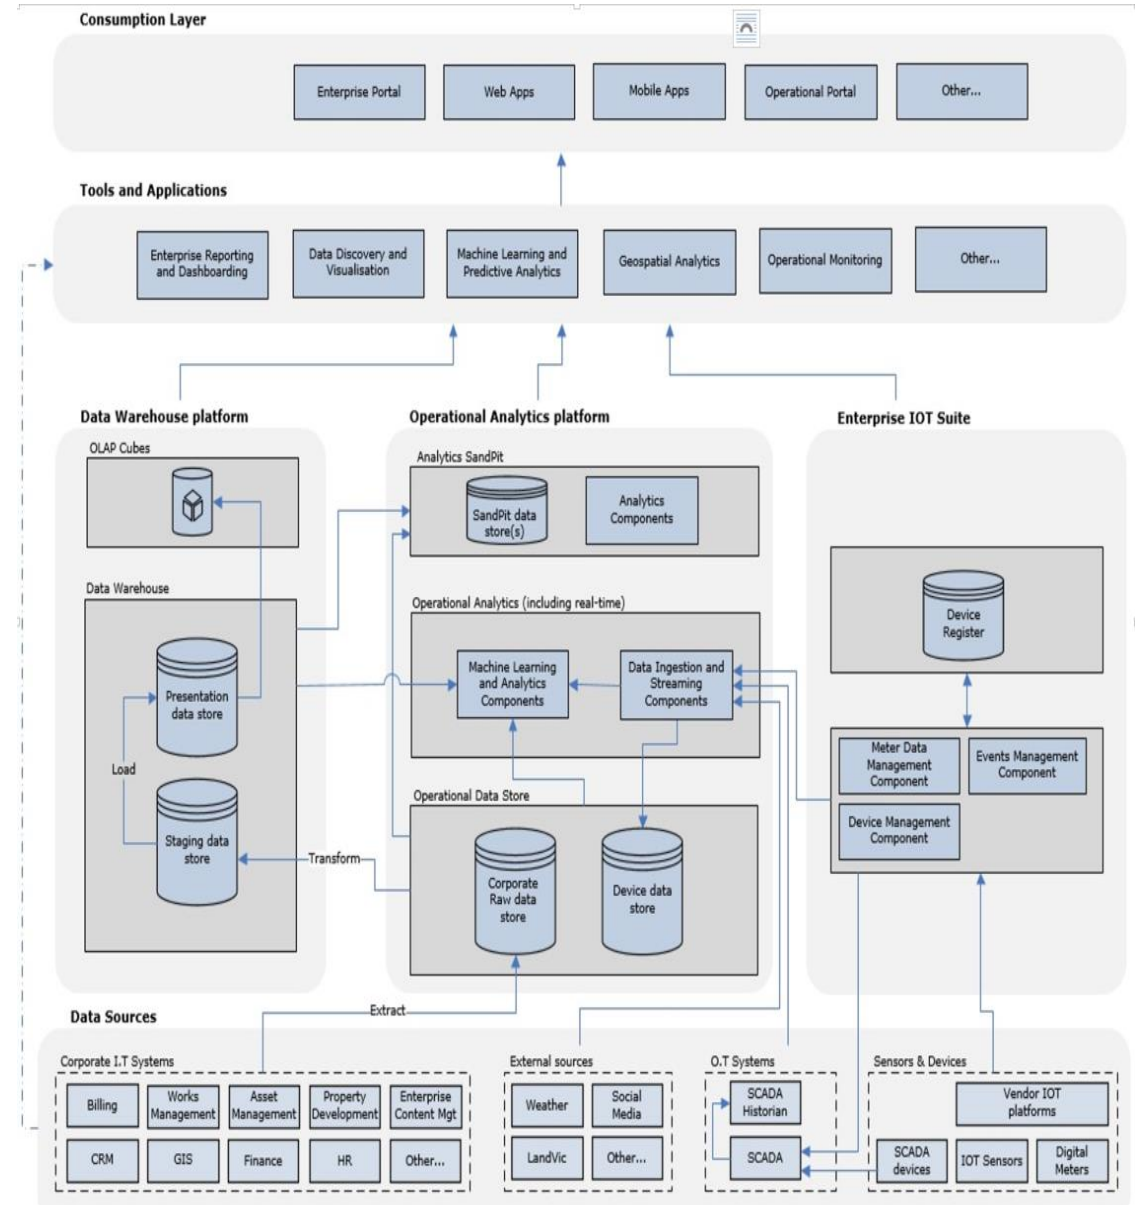 Consumption Layer
Enterprise Portal
Web Apps
Mobile Apps
Operational Portal
Other...
Tools and Applications
Enterprise Reporting
and Dashboarding
Data Discovery and
Visualisation
Machine Learning and
Predictive Analytics
Geospatial Analytics
Operational Monitoring
Other...
Data Warehouse platform
OLAP Cubes
Data Warehouse
Presentation
data store
Load
Staging data
store
Transform
Operational Analytics platform
Analytics SandPit
SandPit data
store(s)
Analytics
Components
Operational Analytics (including real-time)
Machine Learning
and Analytics
Components
Data Ingestion and
Streaming
Components
Operational Data Store
Corporate
Raw data
store
Device data
store
Enterprise IOT Suite
Device
Register
Meter Data
Management
Component
Events Management
Component
Device Management
Component
Extract
Data Sources
Corporate I.T Systems
Billing
Works
Management
Asset
Management
Property
Development
Enterprise
Content Mgt
CRM
GIS
Finance
HR
Other...
External sources
Weather
Social
Media
LandVic
Other...
O.T Systems
SCADA
Historian
SCADA
Sensors & Devices
Vendor IOT
platforms
SCADA
devices
IOT Sensors
Digital
Meters